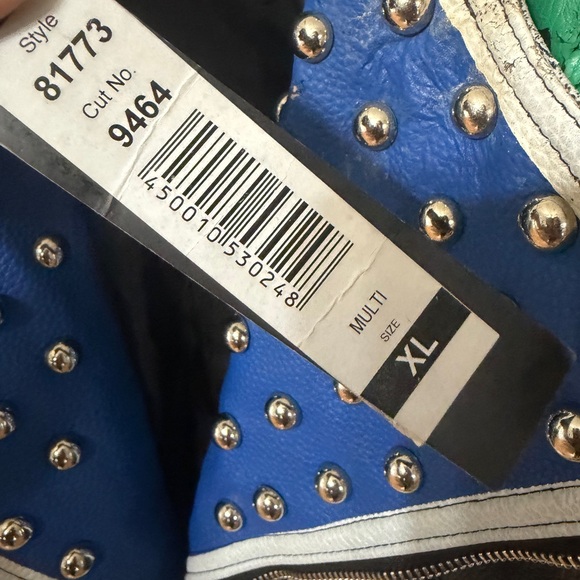 Style
81773
Cut No.
9464
450010530248
MULTI
SIZE
XL